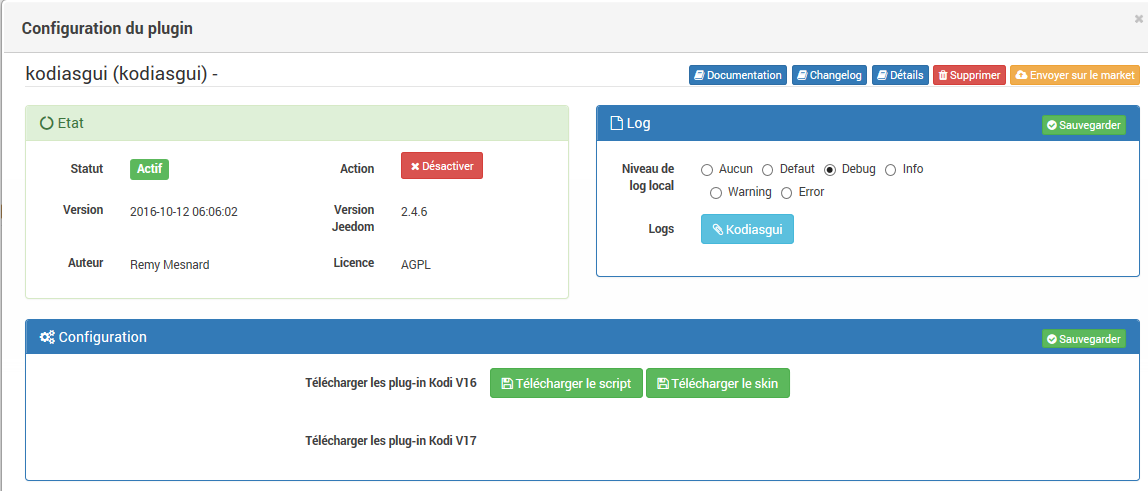 Configuration du plugin
×
kodiasgui (kodiasgui) -
Documentation Changelog Détails Supprimer Envoyer sur le market
Etat
Statut Actif Action Désactiver
Version 2016-10-12 06:06:02 Version Jeedom 2.4.6
Auteur Remy Mesnard Licence AGPL
Log Sauvegarder
Niveau de log local Aucun Defaut Debug Info
Warning Error
Logs Kodiasgui
Configuration Sauvegarder
Télécharger les plug-in Kodi V16 Télécharger le script Télécharger le skin
Télécharger les plug-in Kodi V17